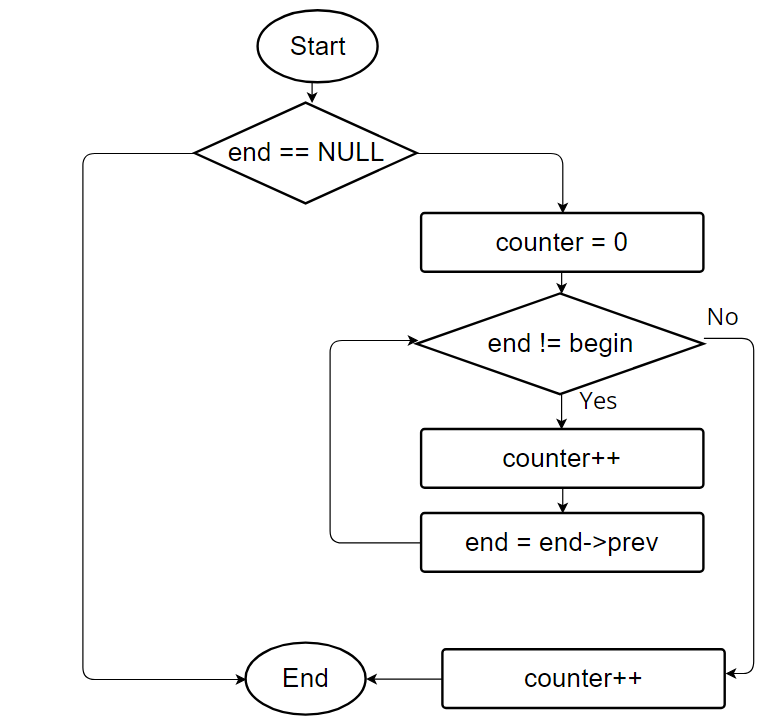 Start
end == NULL
counter = 0
end != begin
No
Yes
counter++
end = end->prev
End
counter++